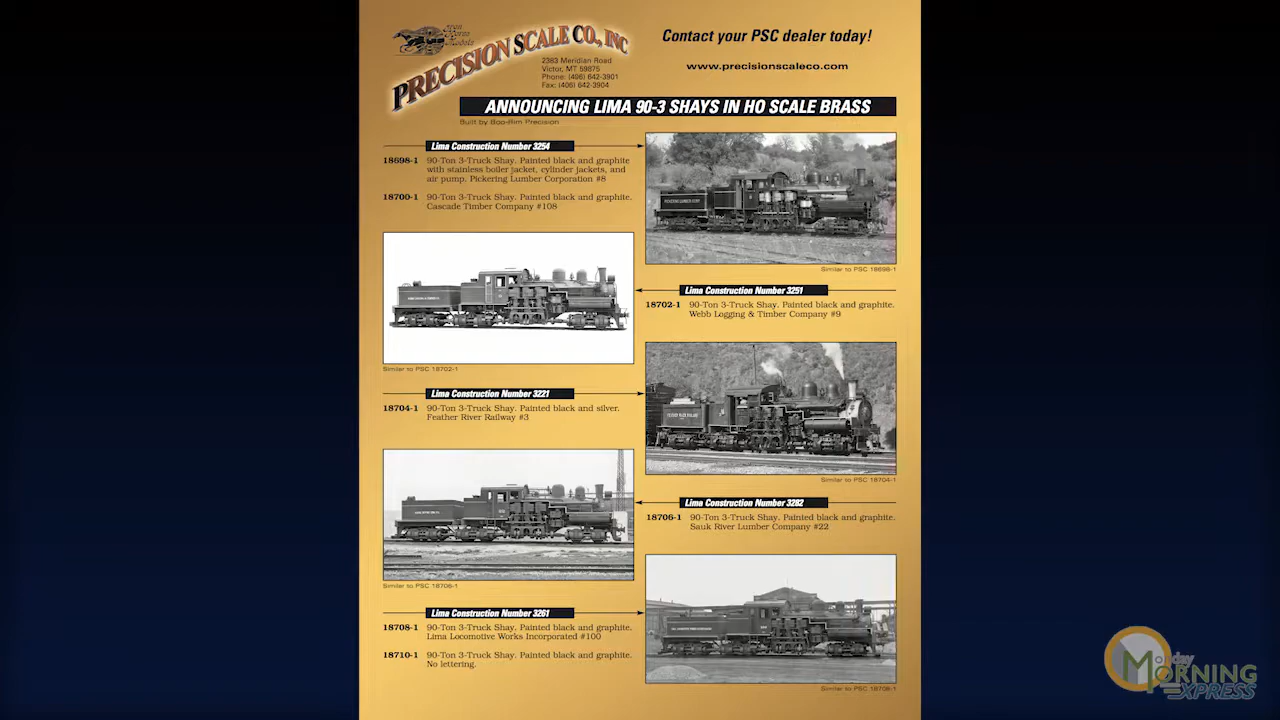 Iron Horse Models
PRECISION SCALE CO., INC
2383 Meridian Road
Victor, MT 59875
Phone: (406) 642-3901
Fax: (406) 642-3904
Contact your PSC dealer today!
www.precisionscaleco.com
ANNOUNCING LIMA 90-3 SHAYS IN HO SCALE BRASS
Built by Boo-Rim Precision
Lima Construction Number 3254
18698-1 90-Ton 3-Truck Shay. Painted black and graphite
with stainless boiler jacket, cylinder jackets, and
air pump. Pickering Lumber Corporation #8
18700-1 90-Ton 3-Truck Shay. Painted black and graphite.
Cascade Timber Company #108
Similar to PSC 18698-1
Lima Construction Number 3251
18702-1 90-Ton 3-Truck Shay. Painted black and graphite.
Webb Logging & Timber Company #9
Similar to PSC 18702-1
Lima Construction Number 3221
18704-1 90-Ton 3-Truck Shay. Painted black and silver.
Feather River Railway #3
Similar to PSC 18704-1
Lima Construction Number 3282
18706-1 90-Ton 3-Truck Shay. Painted black and graphite.
Sauk River Lumber Company #22
Similar to PSC 18706-1
Lima Construction Number 3261
18708-1 90-Ton 3-Truck Shay. Painted black and graphite.
Lima Locomotive Works Incorporated #100
18710-1 90-Ton 3-Truck Shay. Painted black and graphite.
No lettering.
Similar to PSC 18708-1
Monday
MORNING
EXPRESS